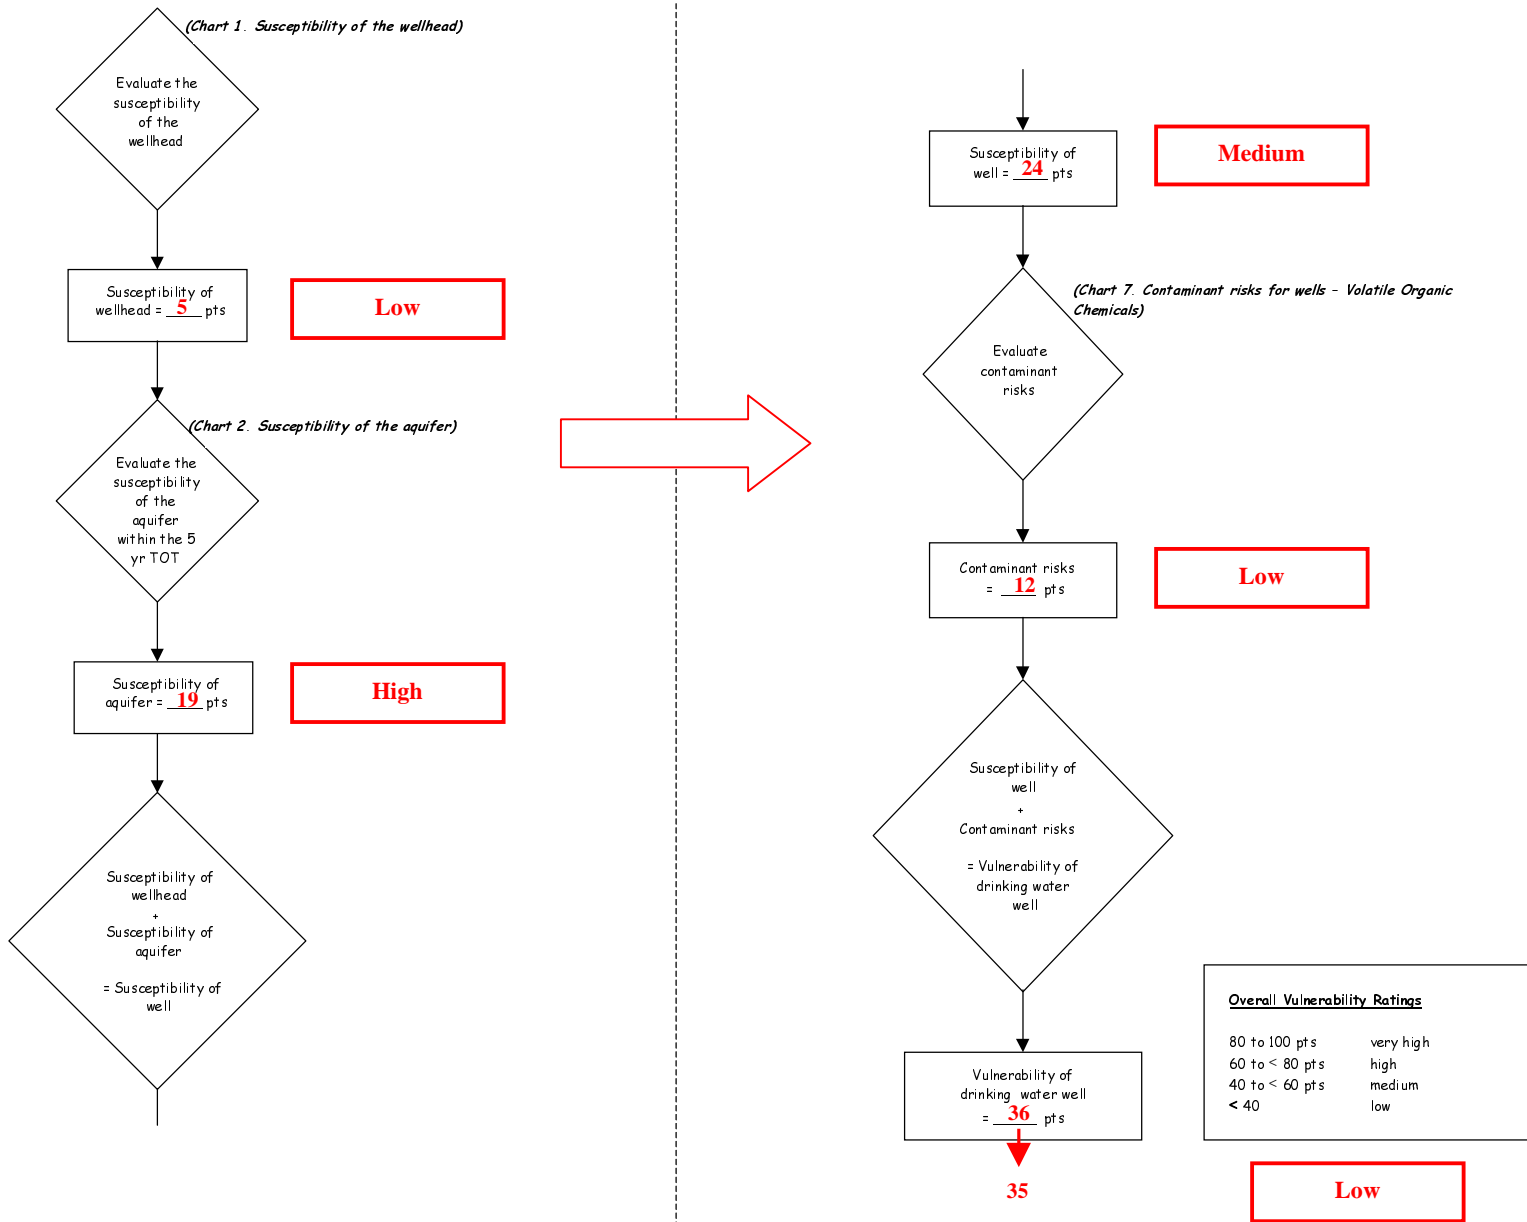 (Chart 1. Susceptibility of the wellhead)
Evaluate the
susceptibility
of the
wellhead
Susceptibility of
wellhead = 5 pts
Low
(Chart 2. Susceptibility of the aquifer)
Evaluate the
susceptibility
of the
aquifer
within the 5
yr TOT
Susceptibility of
aquifer = 19 pts
High
Susceptibility of
wellhead
+
Susceptibility of
aquifer
= Susceptibility of
well
Susceptibility of
well = 24 pts
Medium
(Chart 7. Contaminant risks for wells – Volatile Organic
Chemicals)
Evaluate
contaminant
risks
Contaminant risks
= 12 pts
Low
Susceptibility of
well
+
Contaminant risks
= Vulnerability of
drinking water
well
Vulnerability of
drinking water well
= 36 pts
35
Overall Vulnerability Ratings
80 to 100 pts very high
60 to < 80 pts high
40 to < 60 pts medium
< 40 low
Low